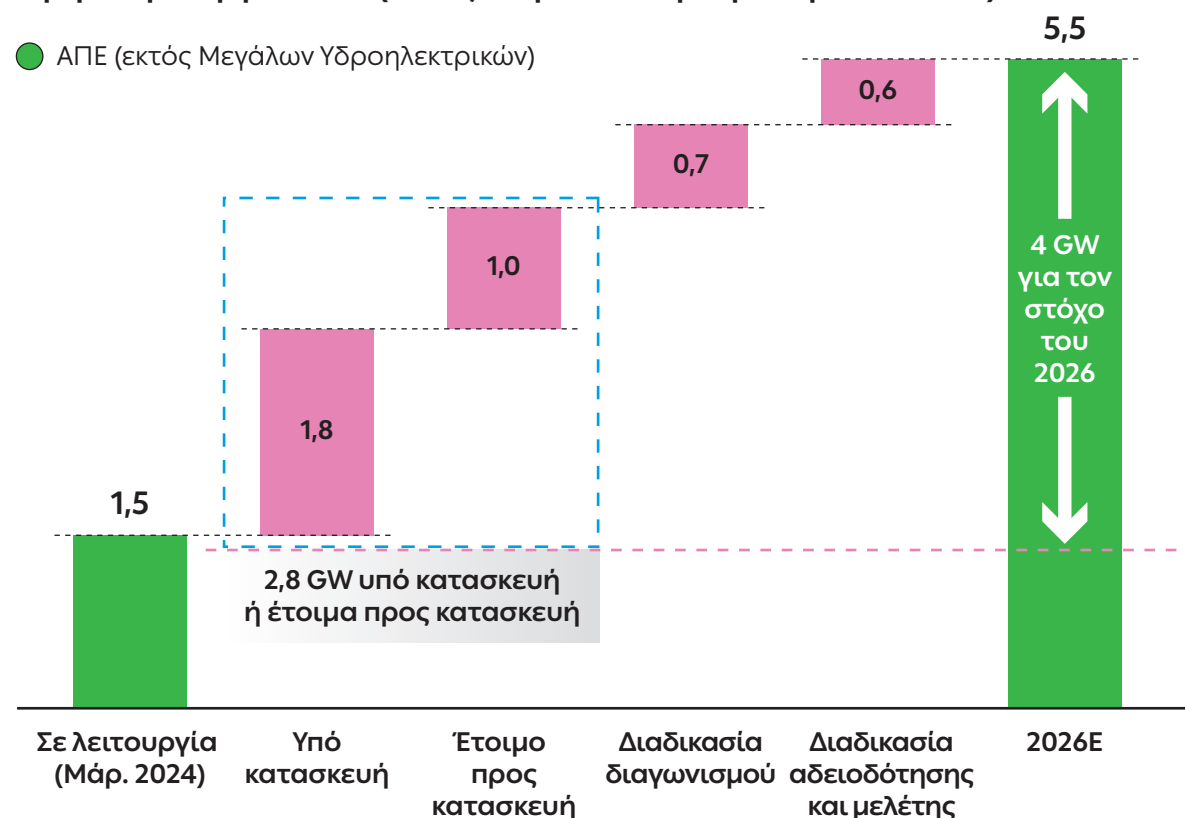 ΑΠΕ (εκτός Μεγάλων Υδροηλεκτρικών)
5,5
0,6
0,7
1,0
1,8
1,5
4 GW
για τον
στόχο
του
2026
2,8 GW υπό κατασκευή
ή έτοιμα προς κατασκευή
Σε λειτουργία
(Μάρ. 2024)
Υπό
κατασκευή
Έτοιμο
προς
κατασκευή
Διαδικασία
διαγωνισμού
Διαδικασία
αδειοδότησης
και μελέτης
2026Ε